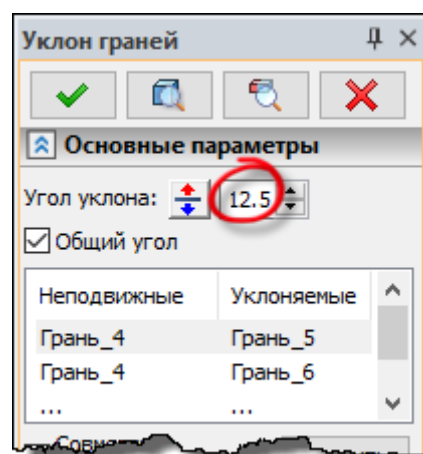 Уклон граней
Основные параметры
Угол уклона: 12.5
Общий угол
Неподвижные Уклоняемые
Грань_4 Грань_5
Грань_4 Грань_6
... ...